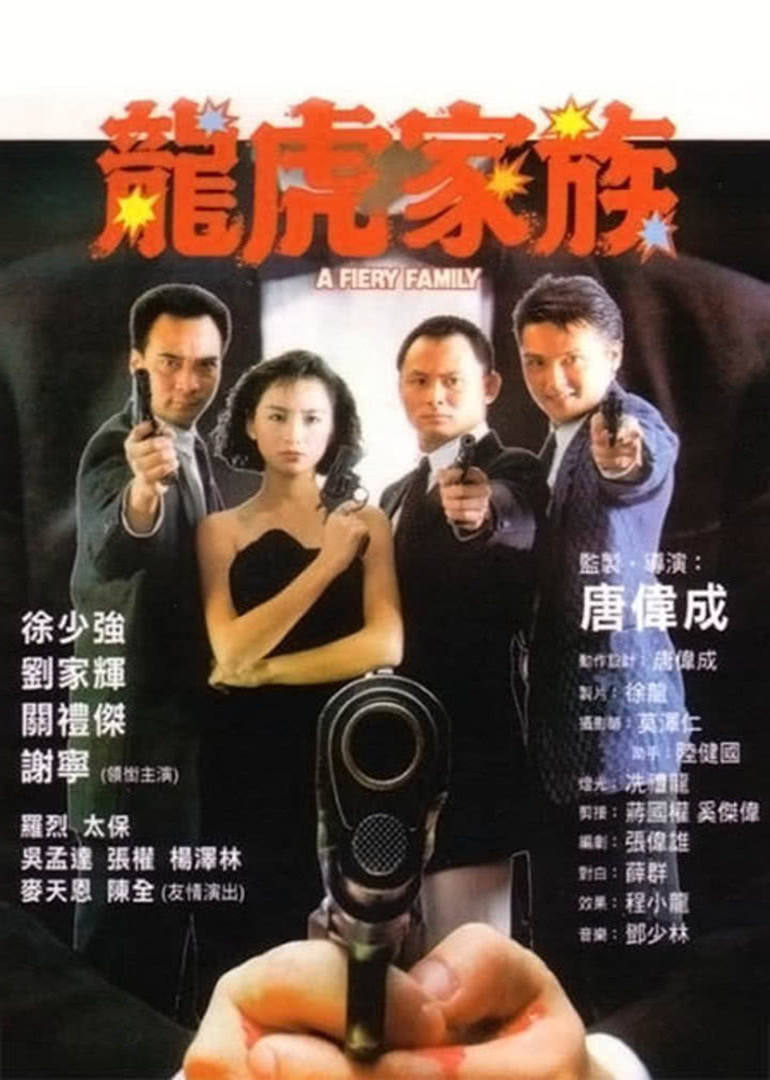 龍虎家族
A FIERY FAMILY
徐少強
劉家輝
關禮傑
謝寧 (領銜主演)
羅烈 太保
吳孟達 張權 楊澤林
麥天恩 陳全 (友情演出)
監製·導演：
唐偉成
動作設計：唐偉成
製片：徐龍
攝影師：莫澤仁
助手：陸健國
燈光：冼禮龍
剪接：蔣國權 奚傑偉
編劇：張偉雄
對白：薛群
效果：程小龍
音樂：鄧少林